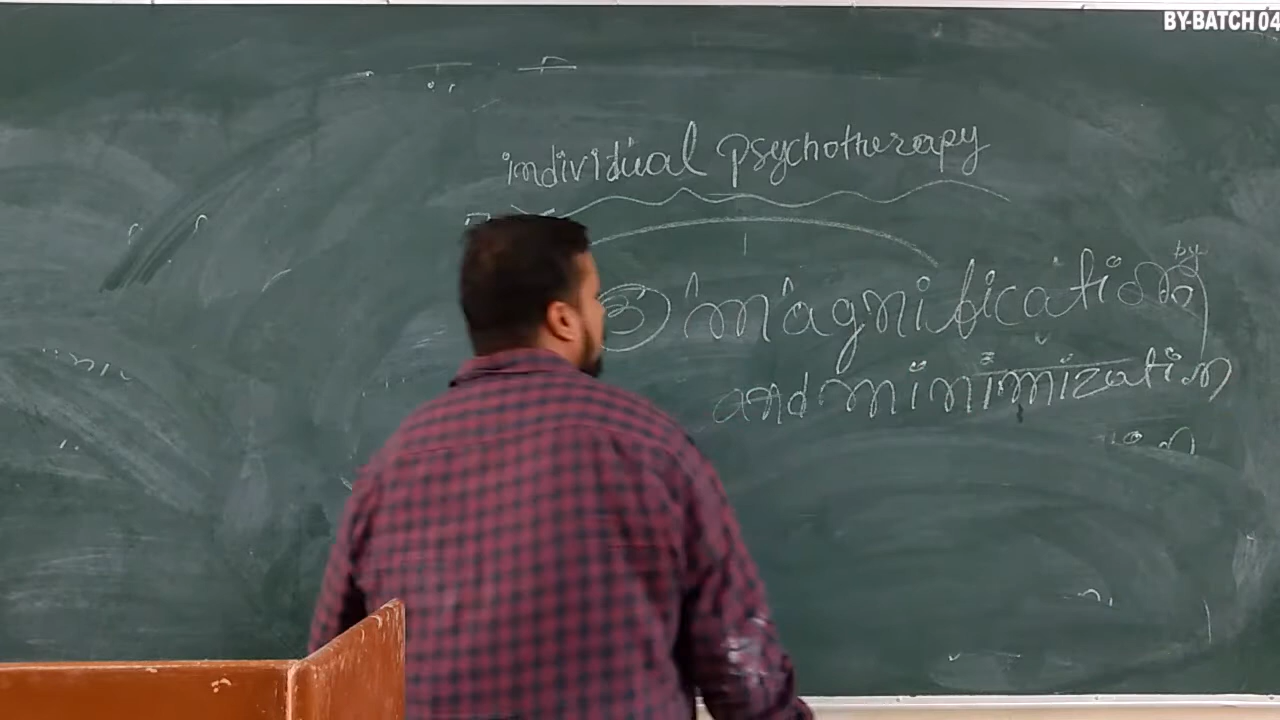 BY-BATCH 04
individual psychotherapy
③ magnification by
and minimization